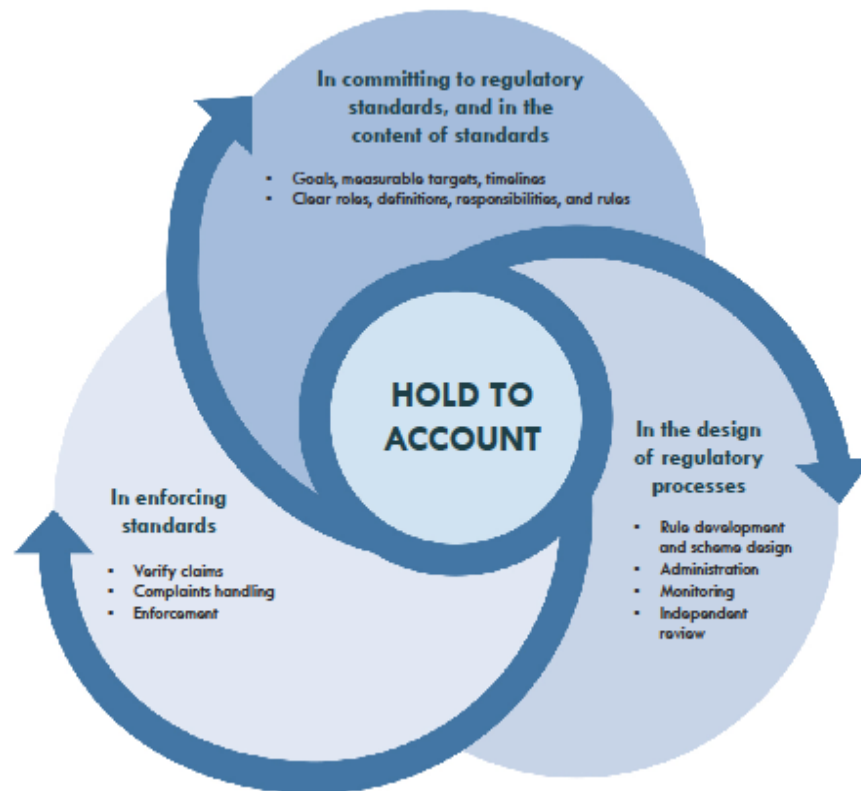 In committing to regulatory
standards, and in the
content of standards
• Goals, measurable targets, timelines
• Clear roles, definitions, responsibilities, and rules
HOLD TO
ACCOUNT
In the design
of regulatory
processes
• Rule development
and scheme design
• Administration
• Monitoring
• Independent
review
In enforcing
standards
• Verify claims
• Complaints handling
• Enforcement